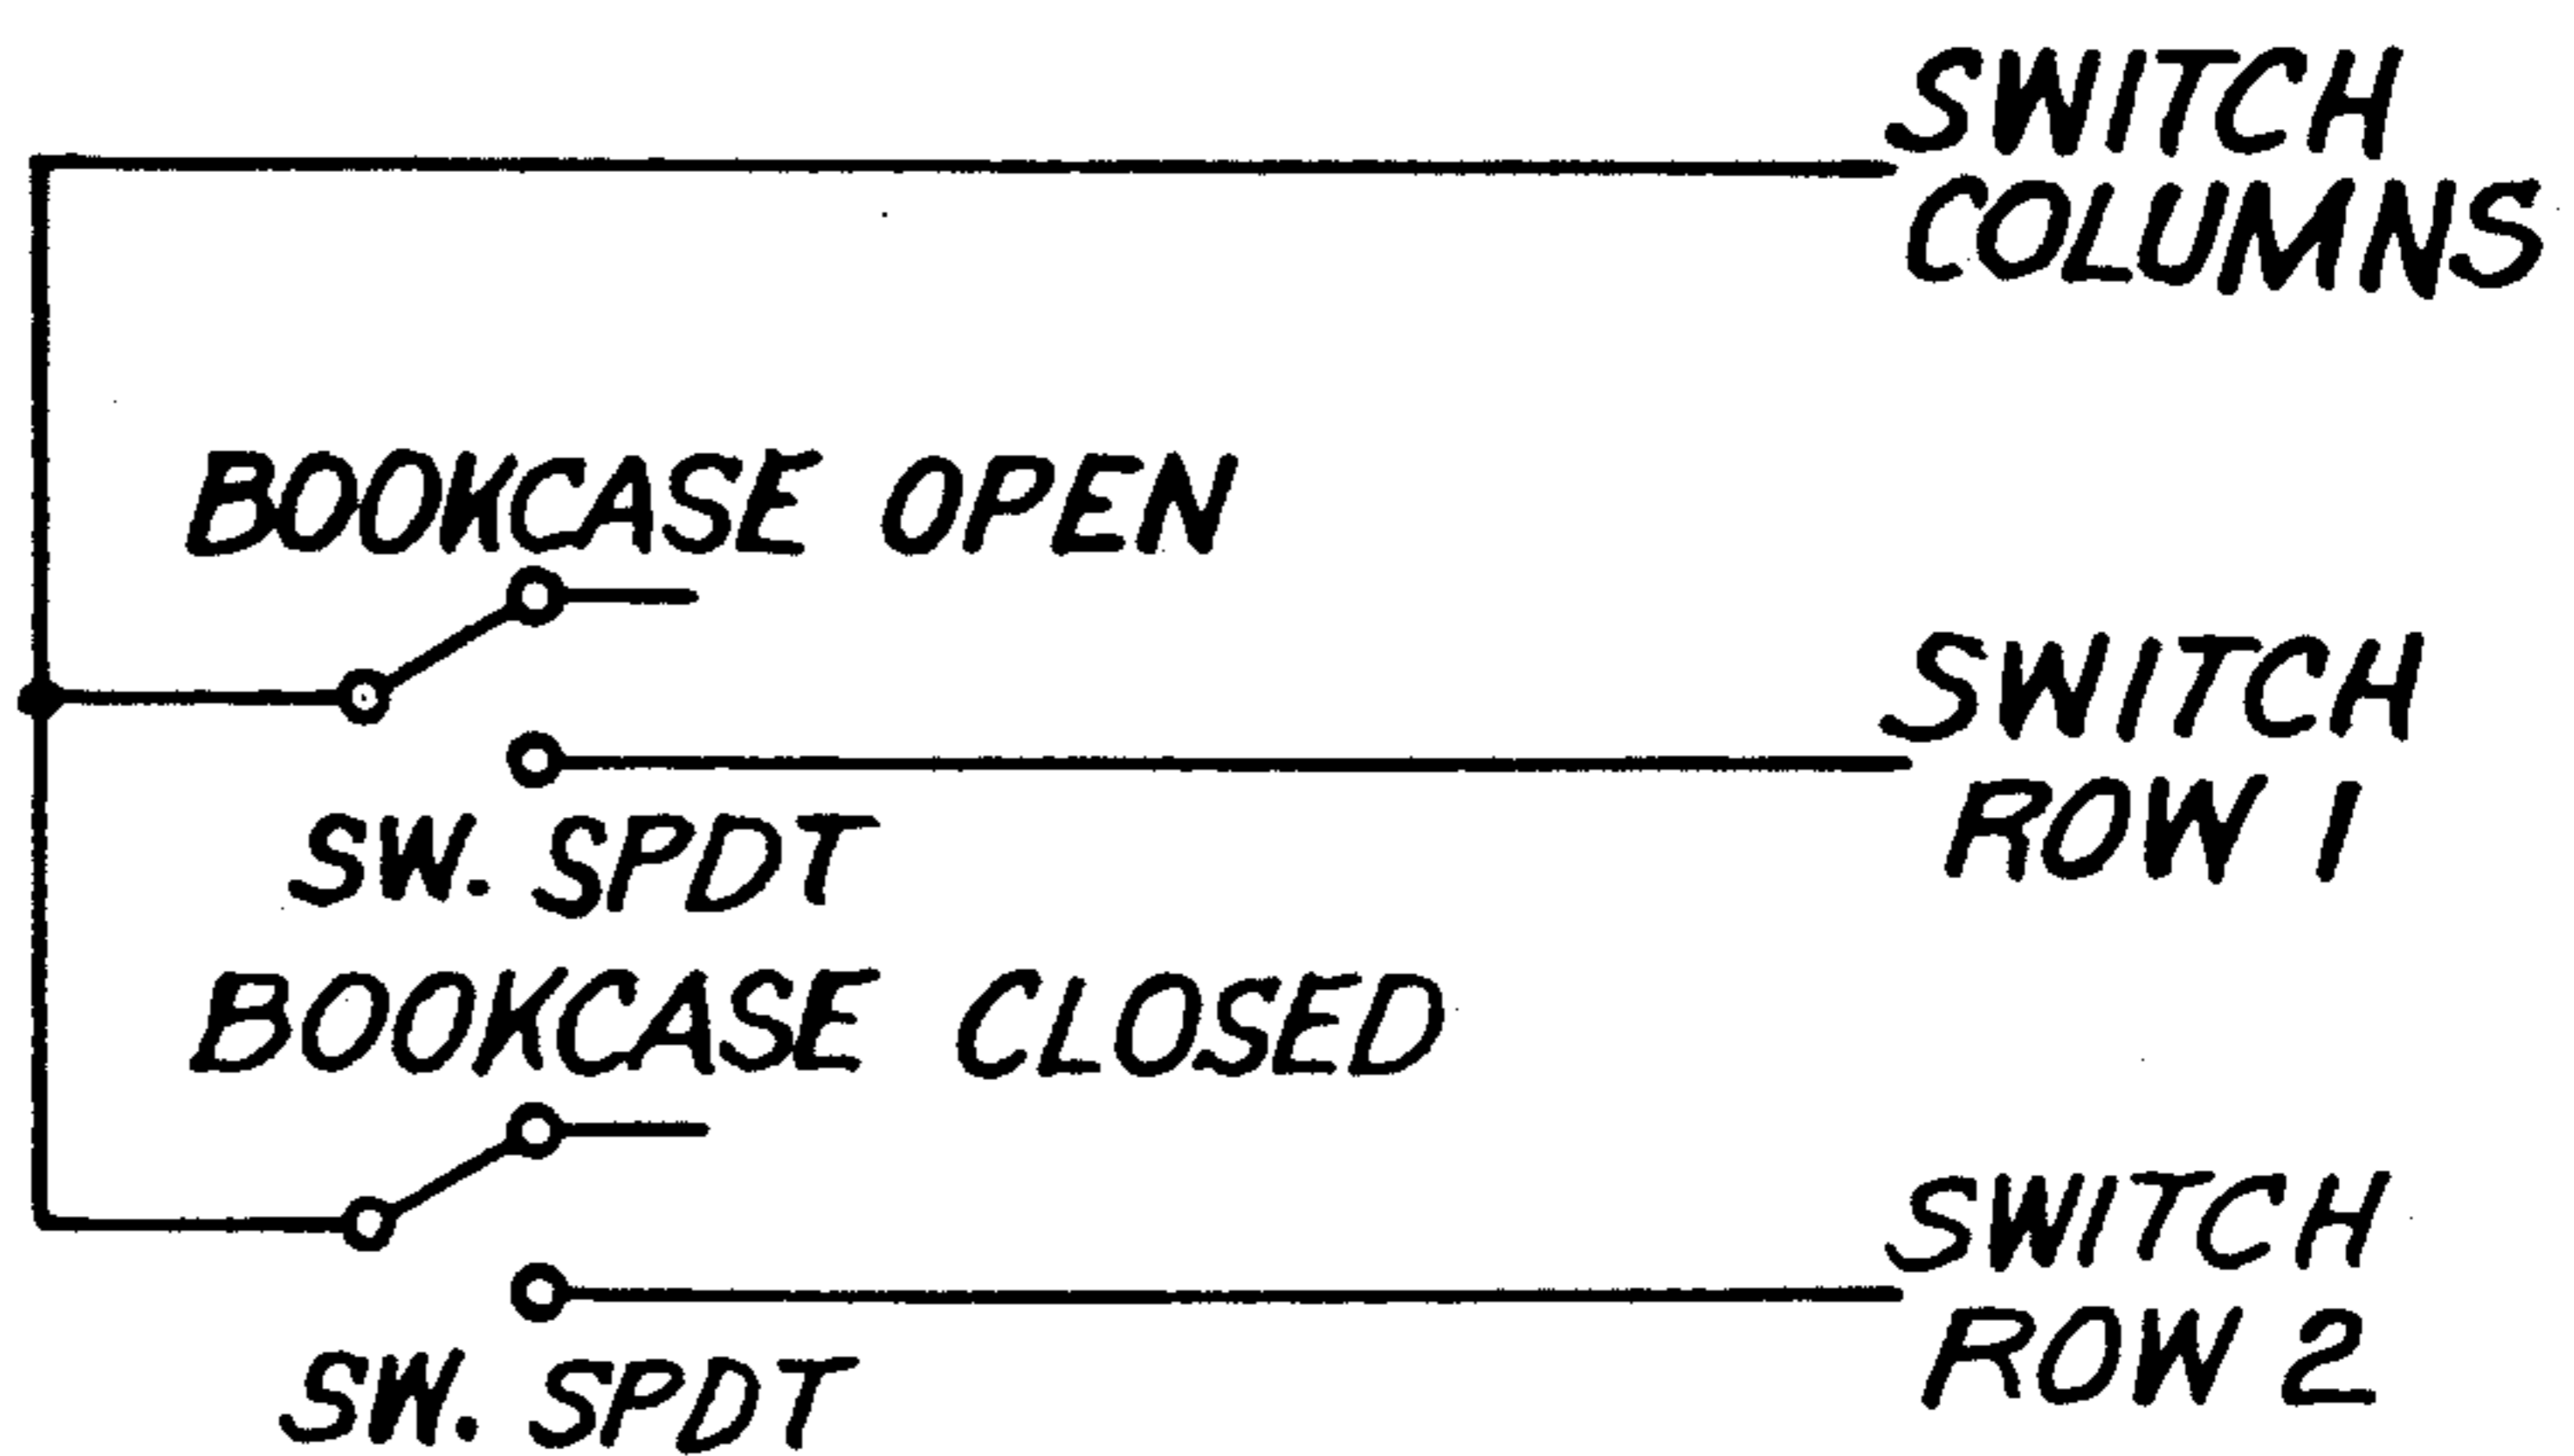 SWITCH
COLUMNS
BOOKCASE OPEN
SWITCH
ROW 1
SW. SPDT
BOOKCASE CLOSED
SWITCH
ROW 2
SW. SPDT